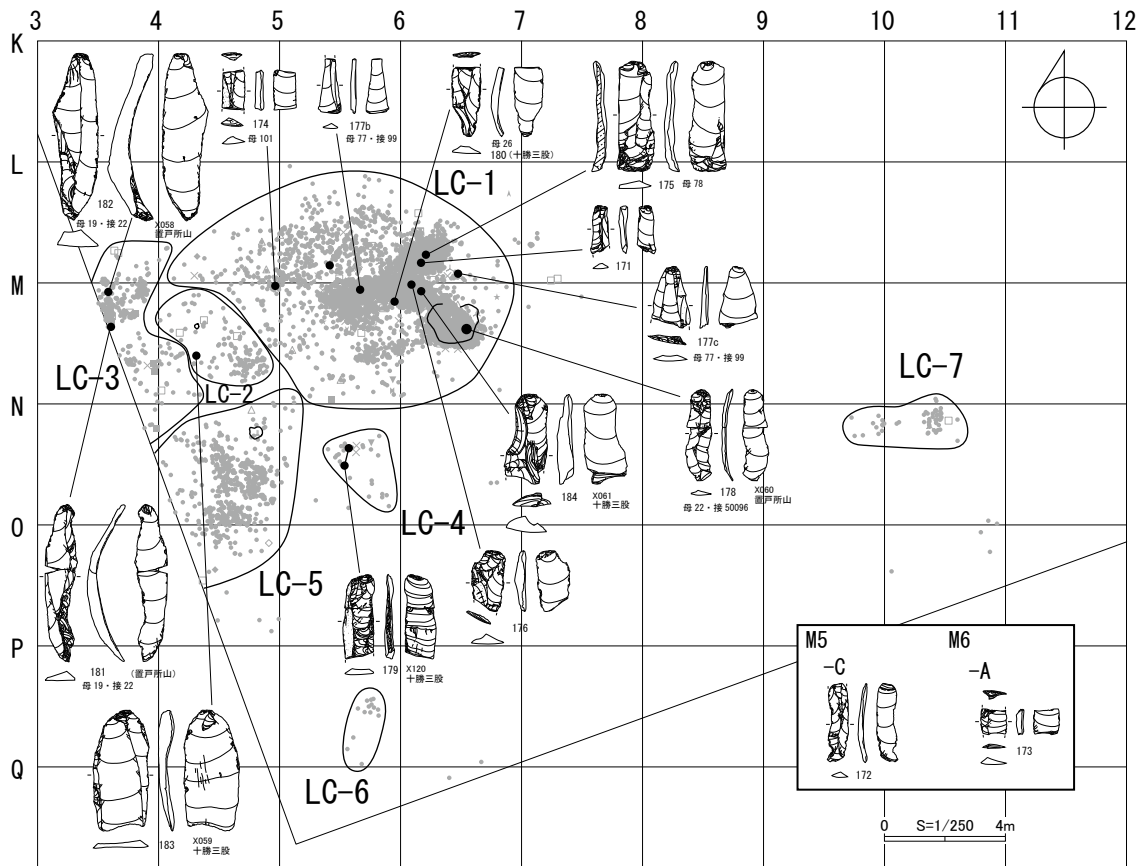 3 4 5 6 7 8 9 10 11 12
K
174
母 101
177b
母 77・接 99
母 26
180 (十勝三股)
175 母 78
182
母 19・接 22
X058
置戸所山
L
LC-1
171
M
177c
母 77・接 99
LC-3
LC-2
LC-7
N
184
X061
十勝三股
178
X060
置戸所山
母 22・接 50096
LC-4
O
LC-5
176
179
X120
十勝三股
P
181 (置戸所山)
母 19・接 22
M5 M6
-C -A
172
173
Q
LC-6
183
X059
十勝三股
0 S=1/250 4m